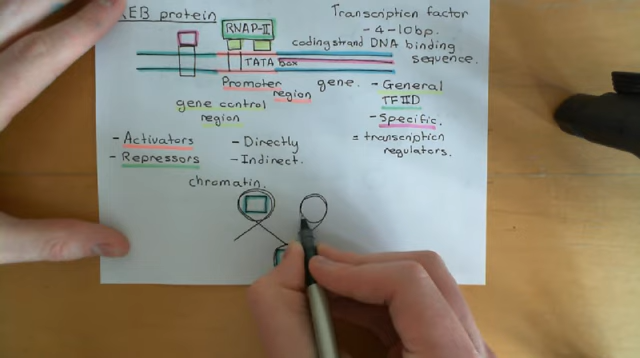 protein
RNAP-II
Transcription factor
- 4-10bp.
coding strand DNA binding
sequence.
TATA box
Promoter
region
gene.
gene control
region
- General
TFIID
- Specific.
= transcription
regulators.
- Activators
- Repressors
- Directly
- Indirect.
chromatin.